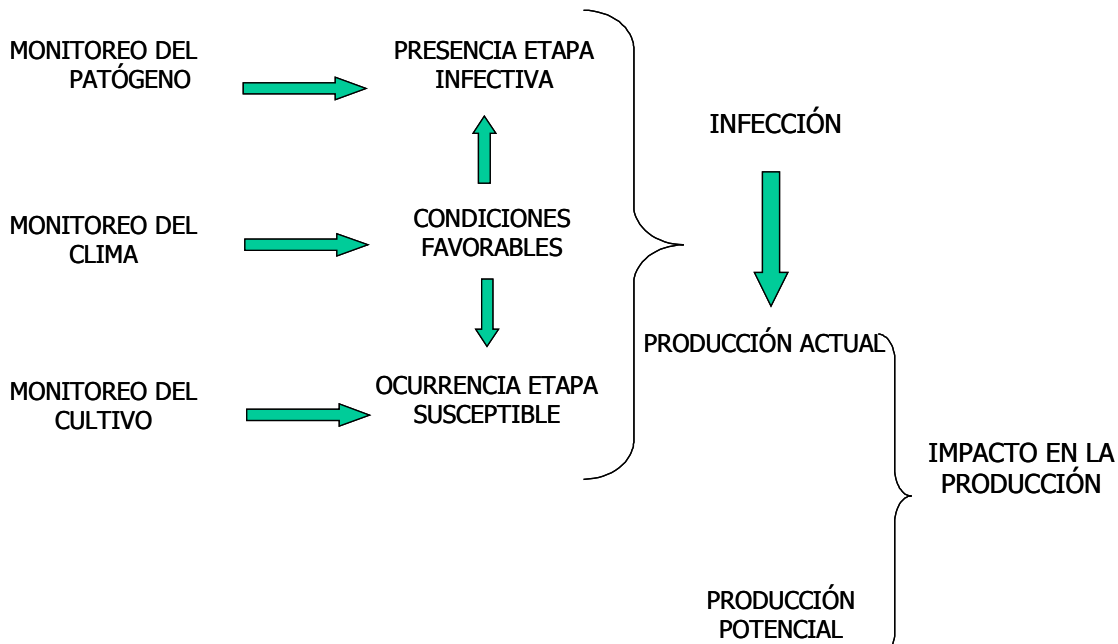 MONITOREO DEL
PATÓGENO
PRESENCIA ETAPA
INFECTIVA
INFECCIÓN
MONITOREO DEL
CLIMA
CONDICIONES
FAVORABLES
PRODUCCIÓN ACTUAL
MONITOREO DEL
CULTIVO
OCURRENCIA ETAPA
SUSCEPTIBLE
IMPACTO EN LA
PRODUCCIÓN
PRODUCCIÓN
POTENCIAL